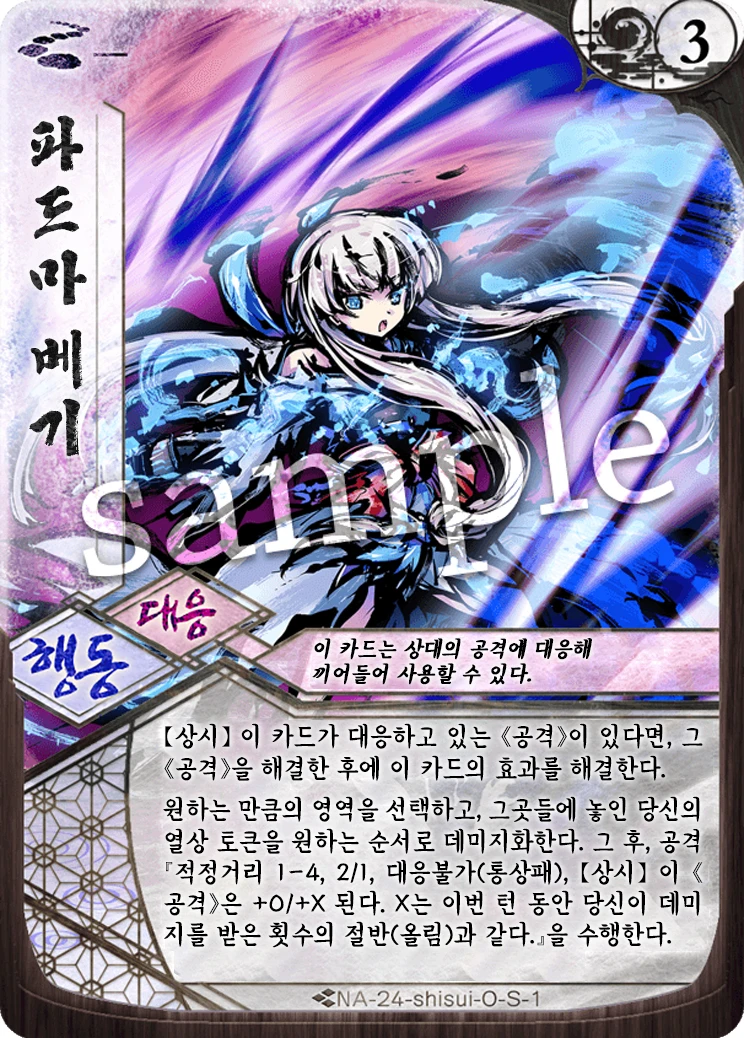 3
파도마 베기
sample
대응
행동
이 카드는 상대의 공격에 대응해
끼어들어 사용할 수 있다.
【상시】 이 카드가 대응하고 있는 《공격》이 있다면, 그
《공격》을 해결한 후에 이 카드의 효과를 해결한다.
원하는 만큼의 영역을 선택하고, 그곳들에 놓인 당신의
열상 토큰을 원하는 순서로 데미지화한다. 그 후, 공격
『적정거리 1-4, 2/1, 대응불가(통상패), 【상시】 이 《
공격》은 +0/+X 된다. X는 이번 턴 동안 당신이 데미
지를 받은 횟수의 절반(올림)과 같다.』을 수행한다.
NA-24-shisui-O-S-1